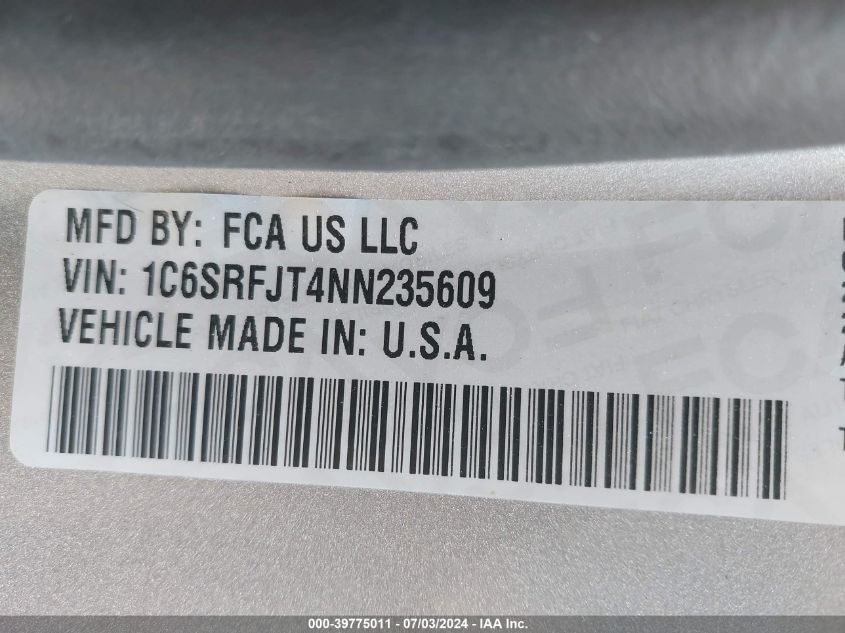 MFD BY: FCA US LLC
VIN: 1C6SRFJT4NN235609
VEHICLE MADE IN: U.S.A.
000-39775011 - 07/03/2024 - IAA Inc.